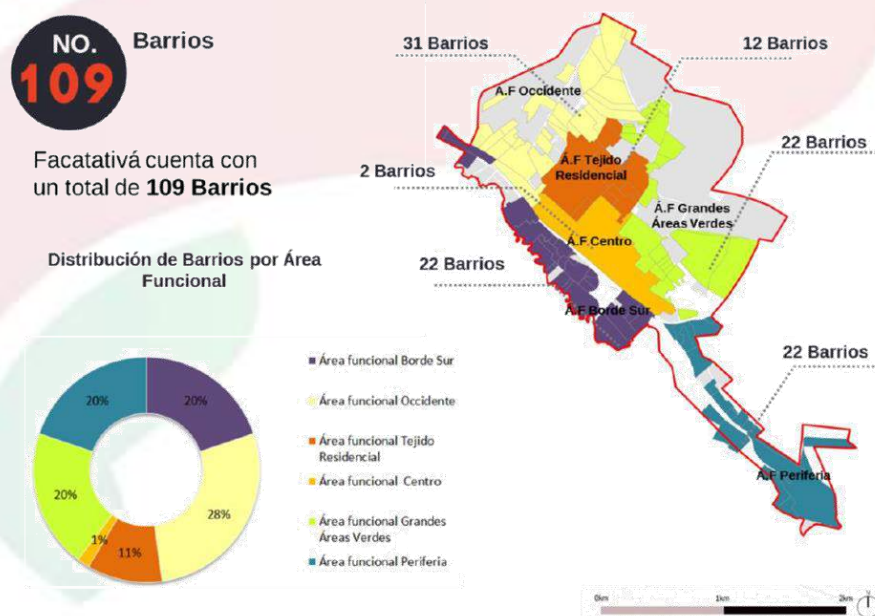 NO.
109
Barrios
Facatativá cuenta con
un total de 109 Barrios
Distribución de Barrios por Área
Funcional
20%
20%
28%
11%
1%
20%
Área funcional Borde Sur
Área funcional Occidente
Área funcional Tejido
Residencial
Área funcional Centro
Área funcional Grandes
Áreas Verdes
Área funcional Periferia
31 Barrios
12 Barrios
A.F Occidente
22 Barrios
Á.F Tejido
Residencial
2 Barrios
Á.F Grandes
Áreas Verdes
Á.F.Centro
22 Barrios
Á.F Borde Sur
22 Barrios
Á.F Periferia
0km
1km
2km